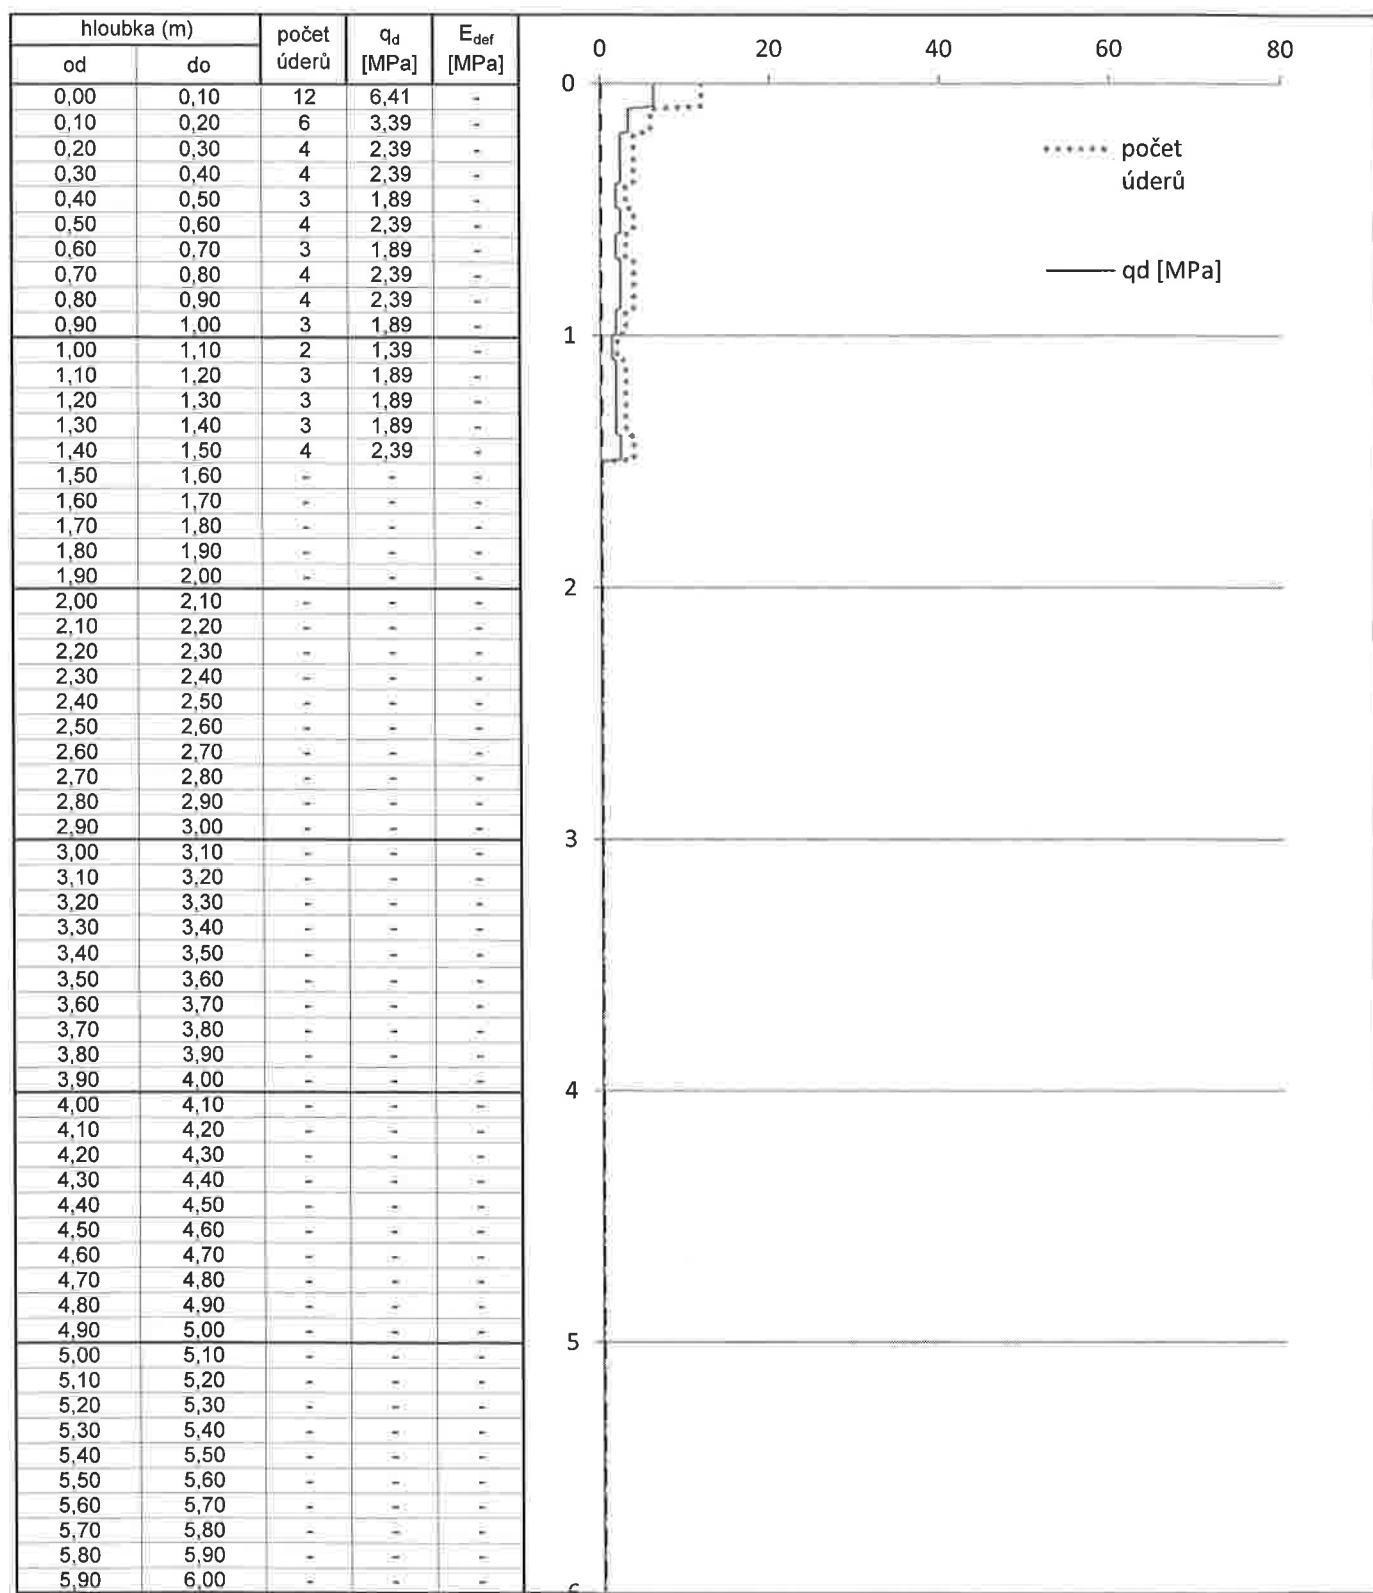 hloubka (m) počet úderů qd [MPa] Edef [MPa]
od do
0,00 0,10 12 6,41 -
0,10 0,20 6 3,39 -
0,20 0,30 4 2,39 -
0,30 0,40 4 2,39 -
0,40 0,50 3 1,89 -
0,50 0,60 4 2,39 -
0,60 0,70 3 1,89 -
0,70 0,80 4 2,39 -
0,80 0,90 4 2,39 -
0,90 1,00 3 1,89 -
1,00 1,10 2 1,39 -
1,10 1,20 3 1,89 -
1,20 1,30 3 1,89 -
1,30 1,40 3 1,89 -
1,40 1,50 4 2,39 -
1,50 1,60 - - -
1,60 1,70 - - -
1,70 1,80 - - -
1,80 1,90 - - -
1,90 2,00 - - -
2,00 2,10 - - -
2,10 2,20 - - -
2,20 2,30 - - -
2,30 2,40 - - -
2,40 2,50 - - -
2,50 2,60 - - -
2,60 2,70 - - -
2,70 2,80 - - -
2,80 2,90 - - -
2,90 3,00 - - -
3,00 3,10 - - -
3,10 3,20 - - -
3,20 3,30 - - -
3,30 3,40 - - -
3,40 3,50 - - -
3,50 3,60 - - -
3,60 3,70 - - -
3,70 3,80 - - -
3,80 3,90 - - -
3,90 4,00 - - -
4,00 4,10 - - -
4,10 4,20 - - -
4,20 4,30 - - -
4,30 4,40 - - -
4,40 4,50 - - -
4,50 4,60 - - -
4,60 4,70 - - -
4,70 4,80 - - -
4,80 4,90 - - -
4,90 5,00 - - -
5,00 5,10 - - -
5,10 5,20 - - -
5,20 5,30 - - -
5,30 5,40 - - -
5,40 5,50 - - -
5,50 5,60 - - -
5,60 5,70 - - -
5,70 5,80 - - -
5,80 5,90 - - -
5,90 6,00 - - -
0 20 40 60 80
0
1
2
3
4
5
6
počet
úderů
qd [MPa]